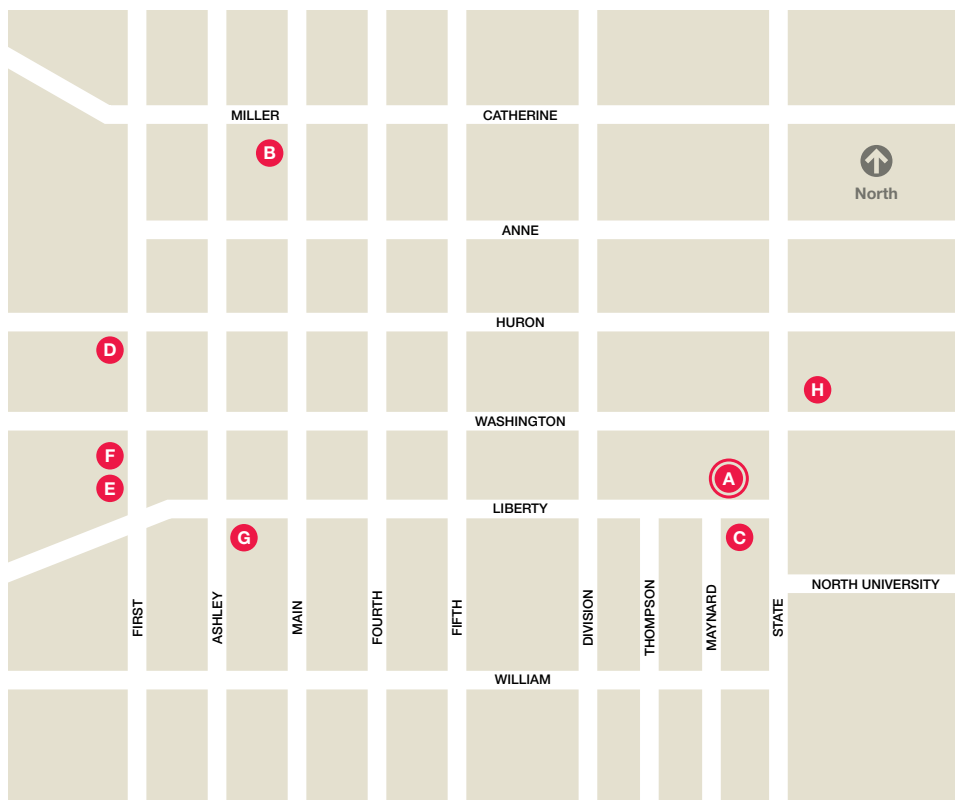 MILLER
CATHERINE
B
North
ANNE
HURON
D
H
WASHINGTON
F
A
E
LIBERTY
G
C
NORTH UNIVERSITY
FIRST
ASHLEY
MAIN
FOURTH
FIFTH
DIVISION
THOMPSON
MAYNARD
STATE
WILLIAM